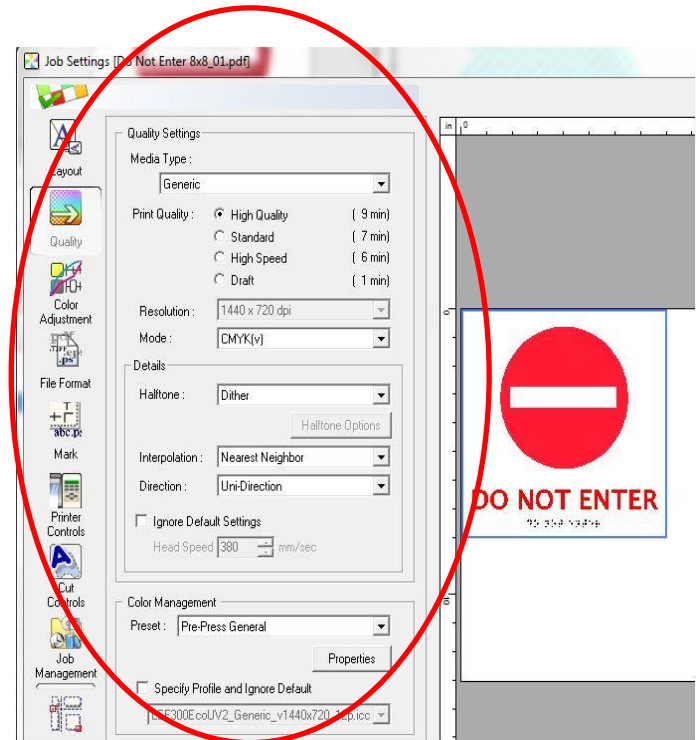 Job Settings [Do Not Enter 8x8_01.pdf]
Layout
Quality
Color
Adjustment
File Format
Mark
Printer
Controls
Cut
Controls
Job
Management
Quality Settings
Media Type :
Generic
Print Quality : High Quality ( 9 min)
Standard ( 7 min)
High Speed ( 6 min)
Draft ( 1 min)
Resolution : 1440 x 720 dpi
Mode : CMYK(v)
Details
Halftone : Dither
Halftone Options
Interpolation : Nearest Neighbor
Direction : Uni-Direction
Ignore Default Settings
Head Speed 380 mm/sec
Color Management
Preset : Pre-Press General
Properties
Specify Profile and Ignore Default
in 0
0
10
DO NOT ENTER